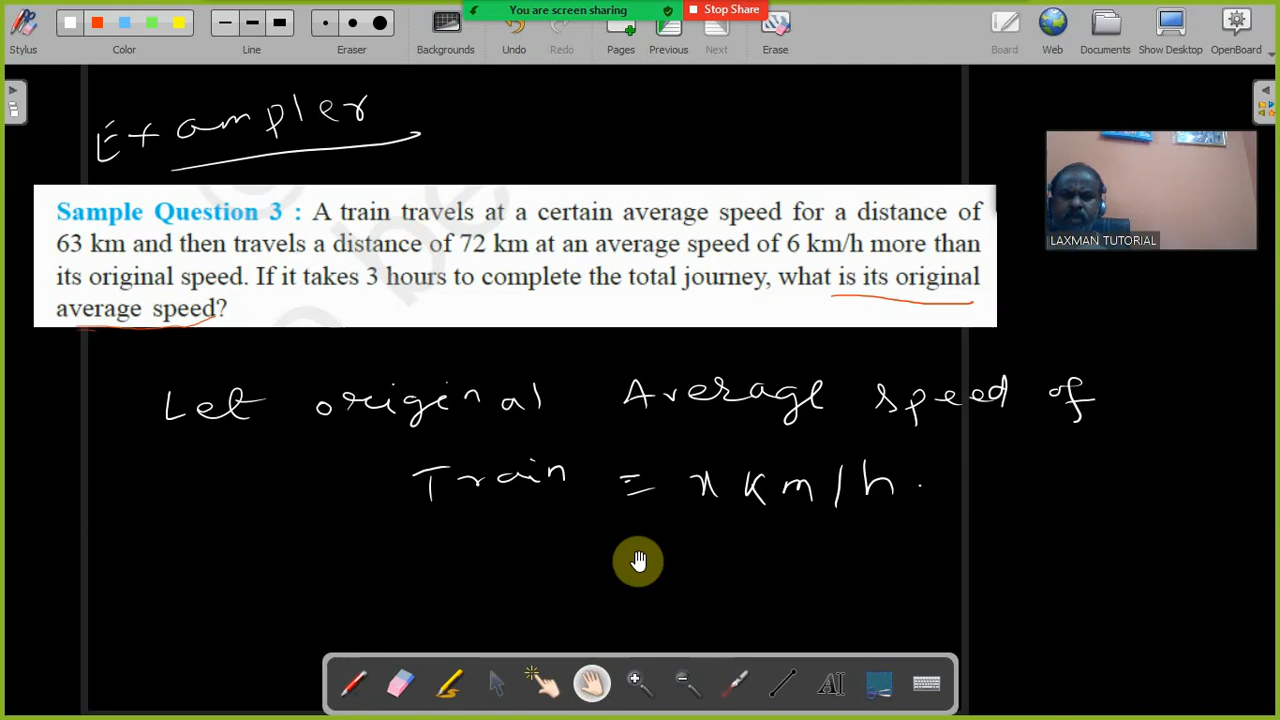 You are screen sharing
Stop Share
Stylus
Color
Line
Eraser
Backgrounds
Undo
Redo
Pages
Previous
Next
Erase
Board
Web
Documents
Show Desktop
OpenBoard
Exampler
Sample Question 3 : A train travels at a certain average speed for a distance of
63 km and then travels a distance of 72 km at an average speed of 6 km/h more than
its original speed. If it takes 3 hours to complete the total journey, what is its original
average speed?
LAXMAN TUTORIAL
Let original Average speed of
Train = x km/h.
AI